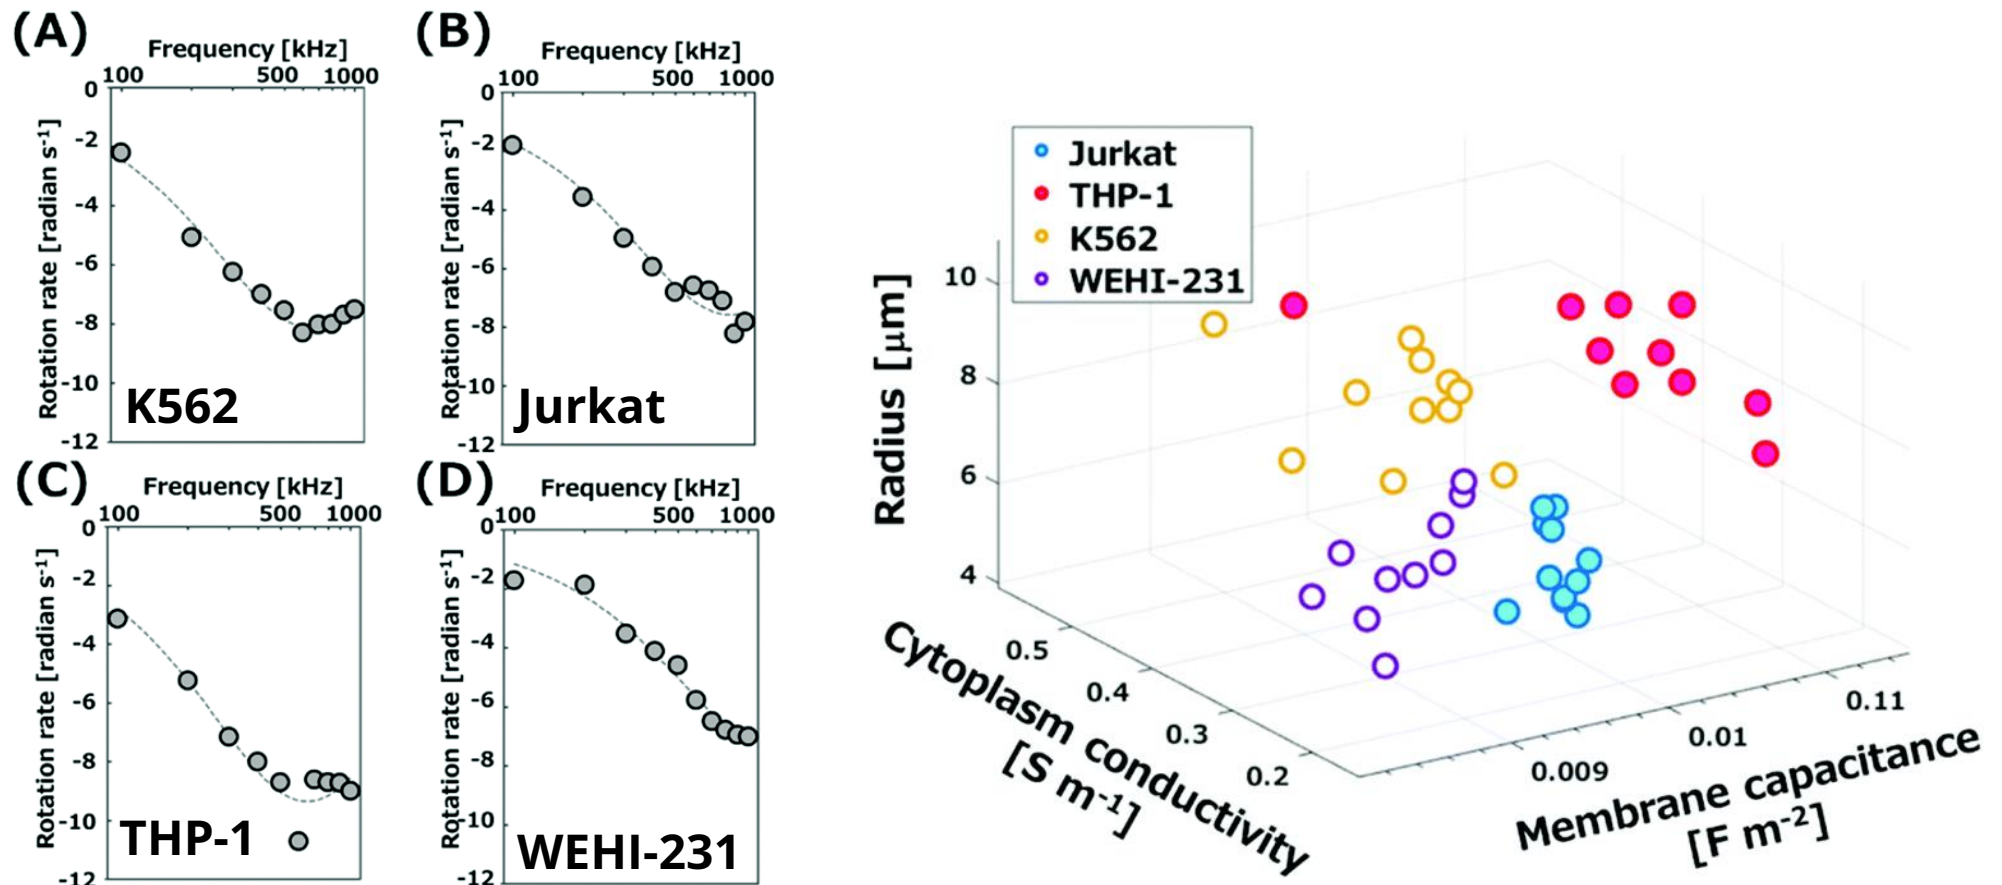 (A)
Frequency [kHz]
100 500 1000
0
-2
-4
-6
-8
-10
-12
Rotation rate [radian s-1]
K562
(B)
Frequency [kHz]
100 500 1000
0
-2
-4
-6
-8
-10
-12
Rotation rate [radian s-1]
Jurkat
(C)
Frequency [kHz]
100 500 1000
0
-2
-4
-6
-8
-10
-12
Rotation rate [radian s-1]
THP-1
(D)
Frequency [kHz]
100 500 1000
0
-2
-4
-6
-8
-10
-12
Rotation rate [radian s-1]
WEHI-231
Jurkat
THP-1
K562
WEHI-231
Radius [μm]
10
8
6
4
0.5
0.4
0.3
0.2
Cytoplasm conductivity
[S m-1]
0.009
0.01
0.11
Membrane capacitance
[F m-2]